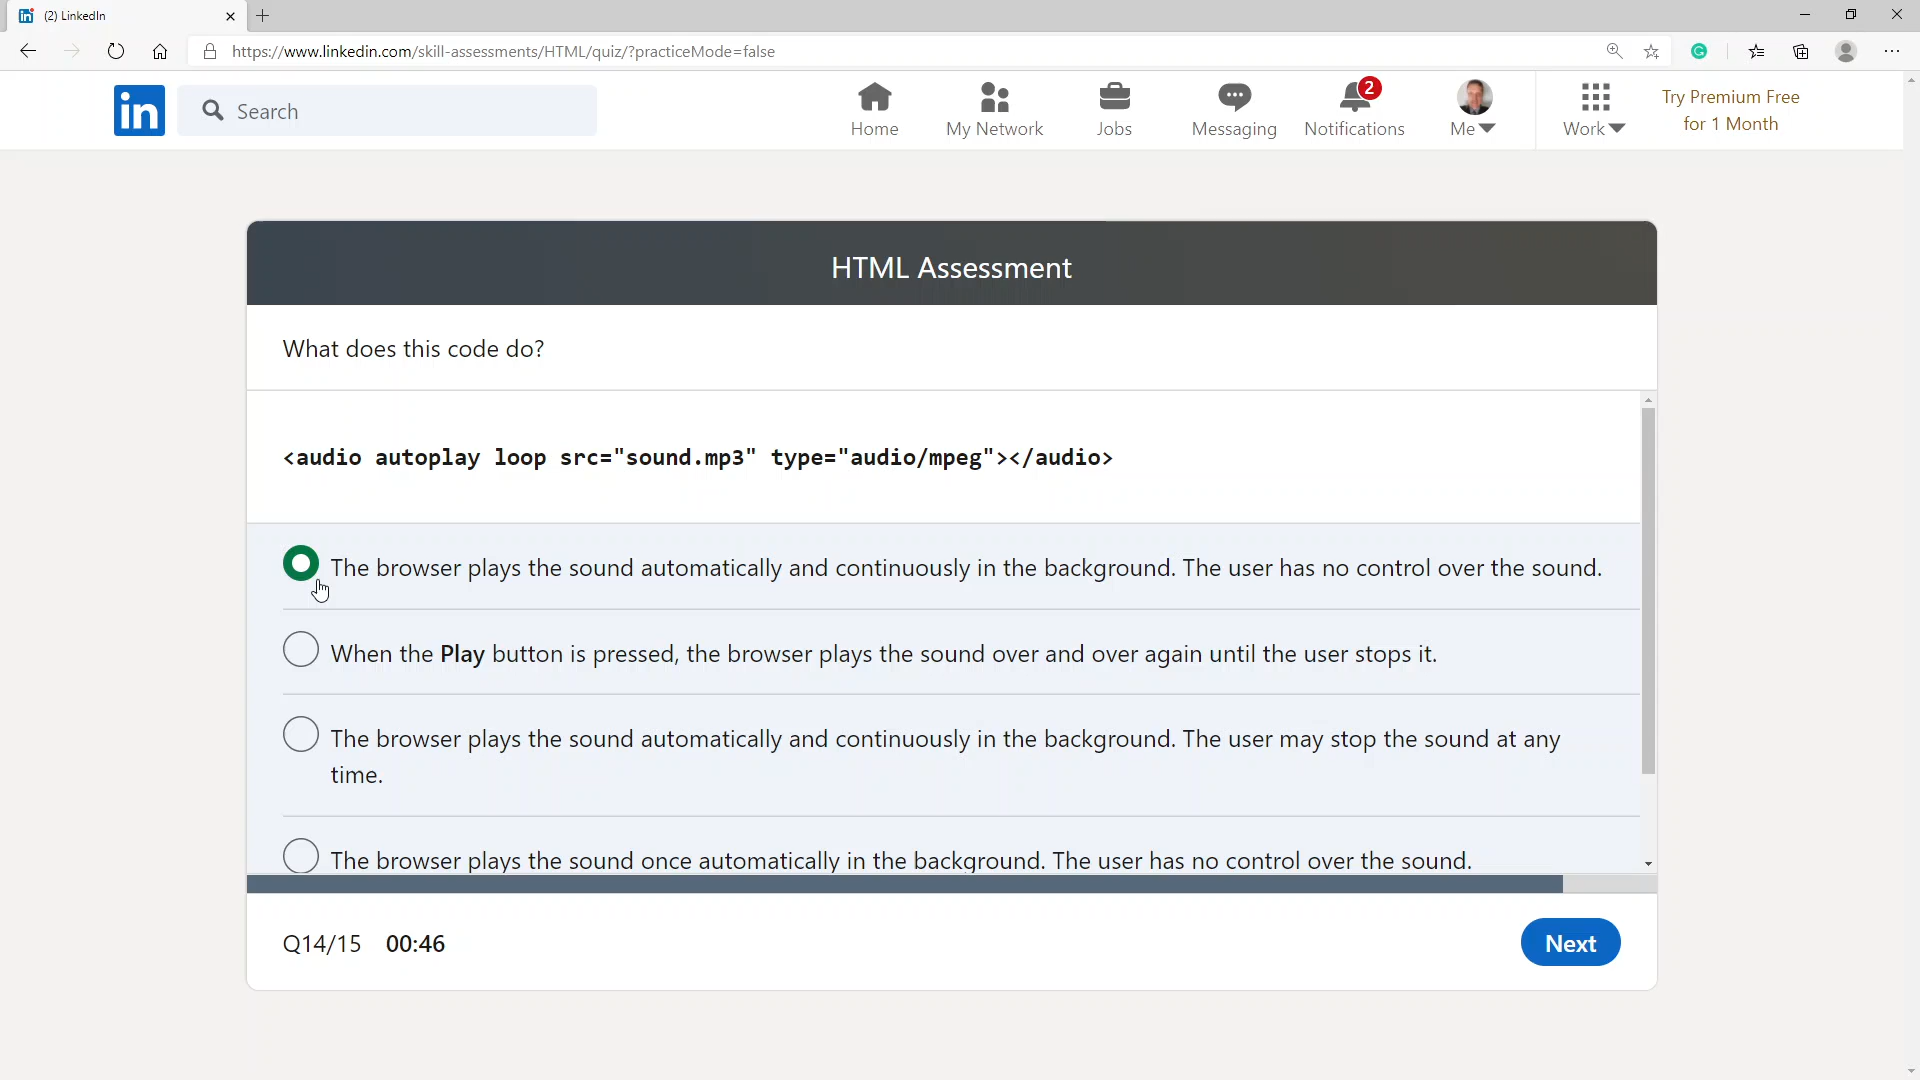 (2) LinkedIn
https://www.linkedin.com/skill-assessments/HTML/quiz/?practiceMode=false
in
Search
Home
My Network
Jobs
Messaging
2
Notifications
Me
Work
Try Premium Free
for 1 Month
HTML Assessment
What does this code do?
<audio autoplay loop src="sound.mp3" type="audio/mpeg"></audio>
The browser plays the sound automatically and continuously in the background. The user has no control over the sound.
When the Play button is pressed, the browser plays the sound over and over again until the user stops it.
The browser plays the sound automatically and continuously in the background. The user may stop the sound at any
time.
The browser plays the sound once automatically in the background. The user has no control over the sound.
Q14/15 00:46
Next